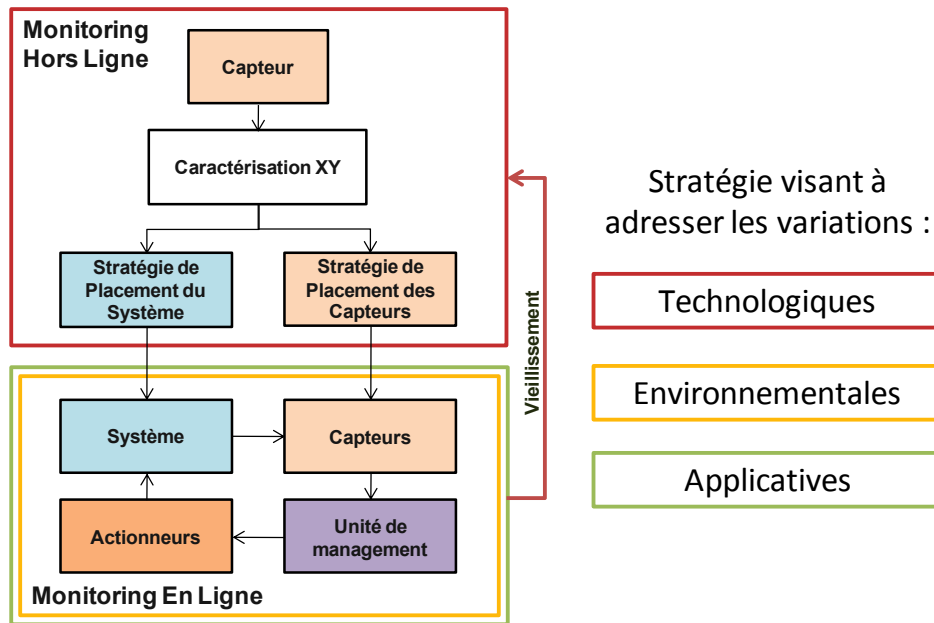 Monitoring
Hors Ligne
Capteur
Caractérisation XY
Stratégie de
Placement du
Système
Stratégie de
Placement des
Capteurs
Vieillissement
Système
Capteurs
Actionneurs
Unité de
management
Monitoring En Ligne
Stratégie visant à
adresser les variations :
Technologiques
Environnementales
Applicatives